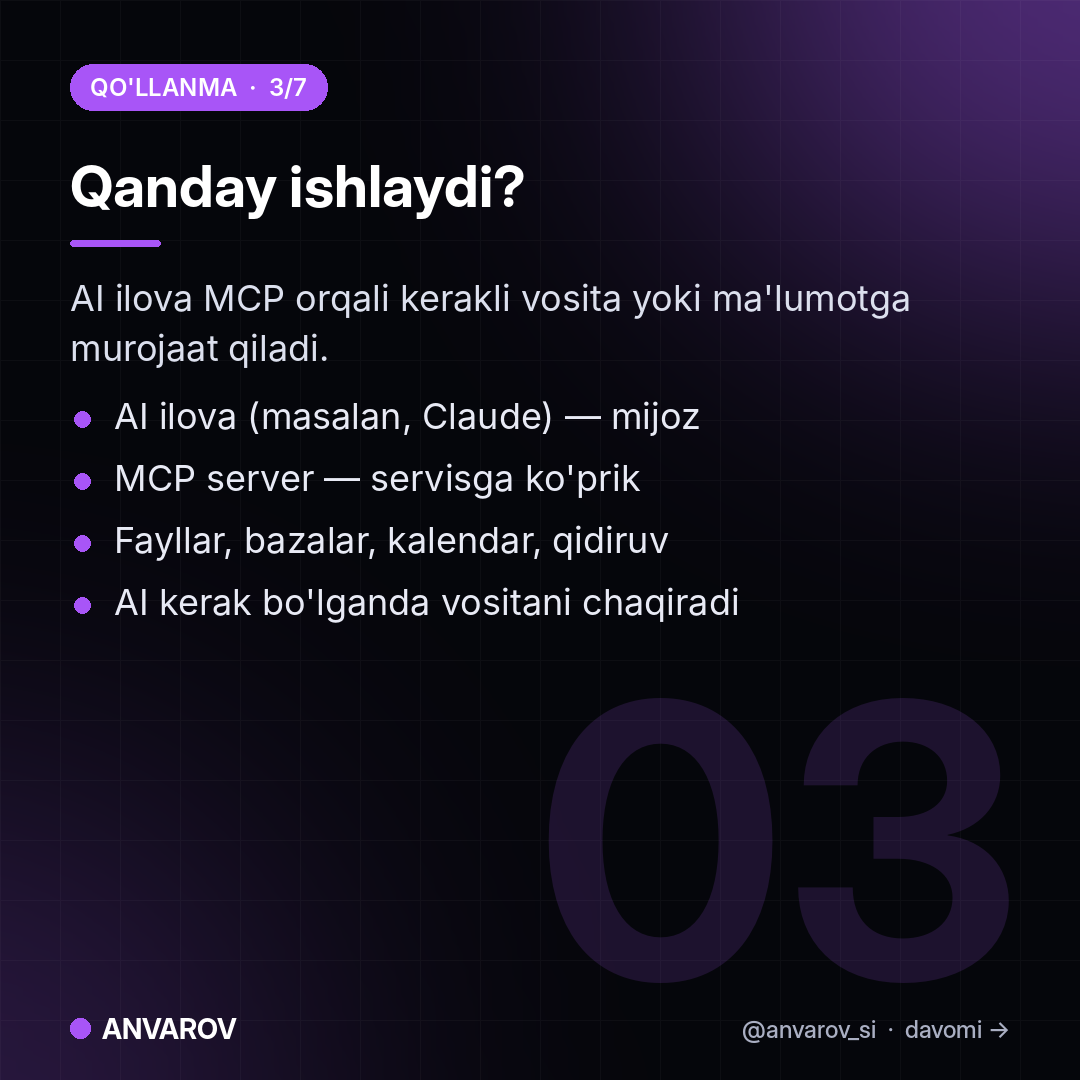 QO'LLANMA · 3/7
Qanday ishlaydi?
AI ilova MCP orqali kerakli vosita yoki ma'lumotga
murojaat qiladi.
AI ilova (masalan, Claude) — mijoz
MCP server — servisga ko'prik
Fayllar, bazalar, kalendar, qidiruv
AI kerak bo'lganda vositani chaqiradi
03
ANVAROV
@anvarov_si · davomi →